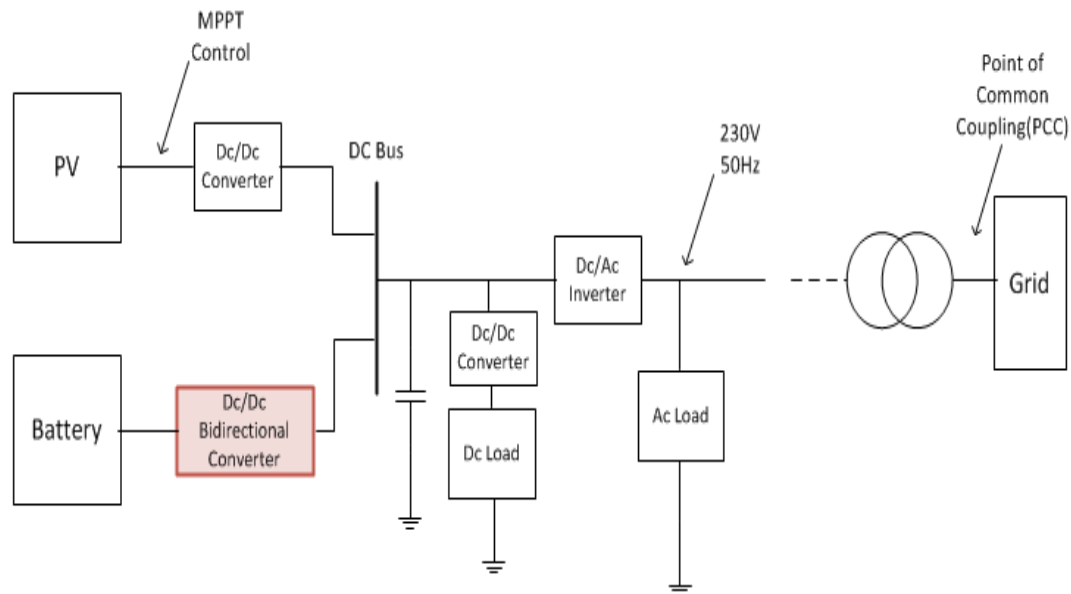 MPPT
Control
PV
Dc/Dc
Converter
DC Bus
230V
50Hz
Point of
Common
Coupling(PCC)
Dc/Ac
Inverter
Grid
Dc/Dc
Converter
Battery
Dc/Dc
Bidirectional
Converter
Dc Load
Ac Load